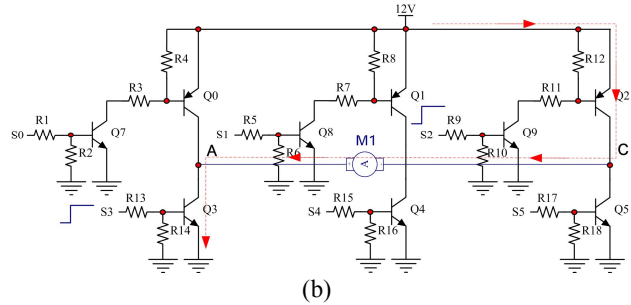 12V
R4 R8 R12
R3 Q0 R7 Q1 R11 Q2
R1 R5 R9
S0 Q7 S1 Q8 M1 S2 Q9
R2 A R6 A R10 C
R13 R15 R17
S3 Q3 S4 Q4 S5 Q5
R14 R16 R18
(b)